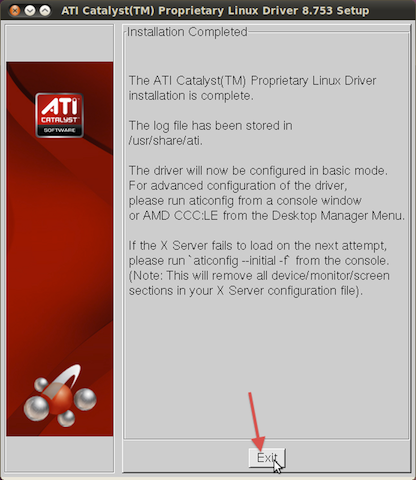 ATI Catalyst(TM) Proprietary Linux Driver 8.753 Setup
Installation Completed
The ATI Catalyst(TM) Proprietary Linux Driver
installation is complete.
The log file has been stored in
/usr/share/ati.
The driver will now be configured in basic mode.
For advanced configuration of the driver,
please run aticonfig from a console window
or AMD CCC:LE from the Desktop Manager Menu.
If the X Server fails to load on the next attempt,
please run `aticonfig --initial -f` from the console.
(Note: This will remove all device/monitor/screen
sections in your X Server configuration file).
ATI
CATALYST
SOFTWARE
Exit